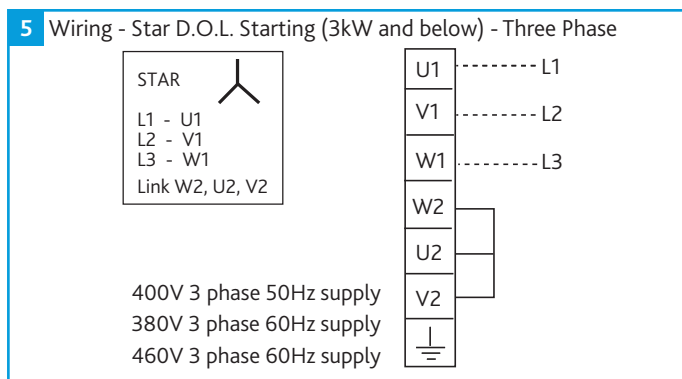 5 Wiring - Star D.O.L. Starting (3kW and below) - Three Phase
STAR
L1 - U1
L2 - V1
L3 - W1
Link W2, U2, V2
U1 L1
V1 L2
W1 L3
W2
U2
V2
400V 3 phase 50Hz supply
380V 3 phase 60Hz supply
460V 3 phase 60Hz supply